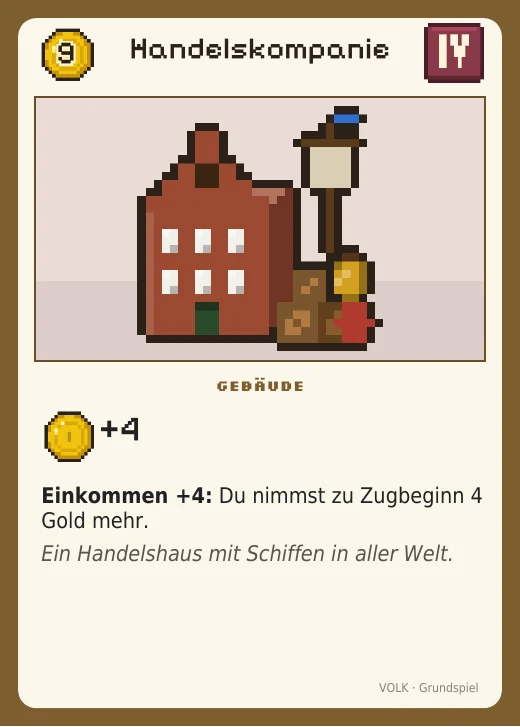 9 Handelskompanie IV
GEBÄUDE
+4
Einkommen +4: Du nimmst zu Zugbeginn 4
Gold mehr.
Ein Handelshaus mit Schiffen in aller Welt.
VOLK · Grundspiel